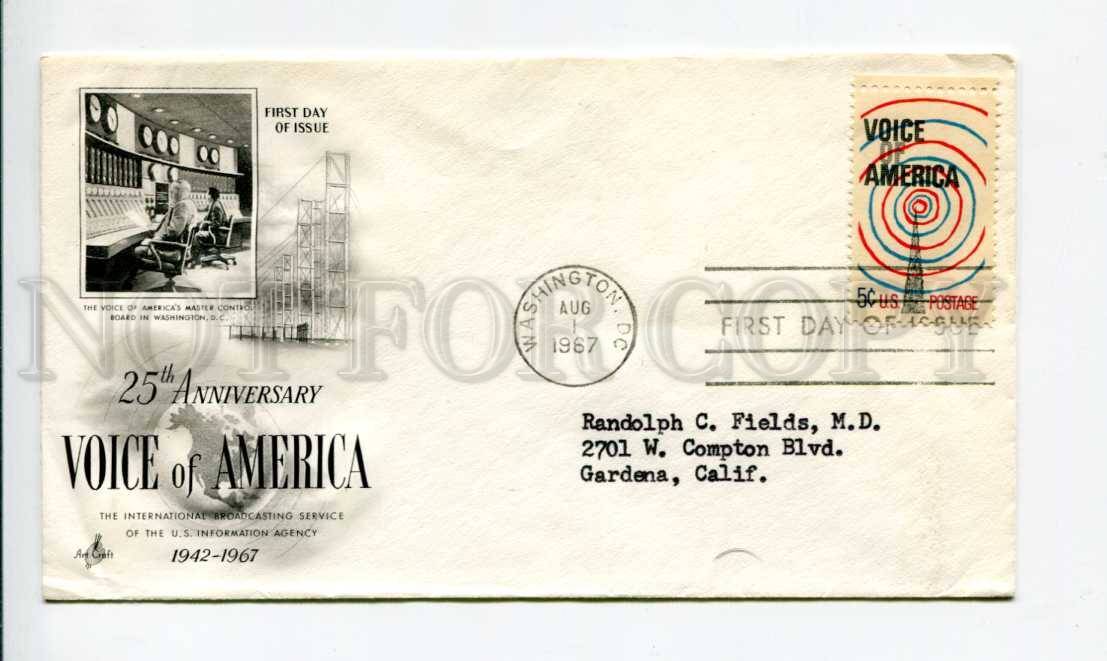 FIRST DAY
OF ISSUE
THE VOICE OF AMERICA'S MASTER CONTROL
BOARD IN WASHINGTON, D.C.
25th ANNIVERSARY
VOICE of AMERICA
THE INTERNATIONAL BROADCASTING SERVICE
OF THE U.S. INFORMATION AGENCY
1942-1967
Art Craft
WASHINGTON, DC
AUG
1
1967
VOICE
OF
AMERICA
5¢ U.S. POSTAGE
FIRST DAY OF ISSUE
Randolph C. Fields, M.D.
2701 W. Compton Blvd.
Gardena, Calif.
NOT FOR COPY